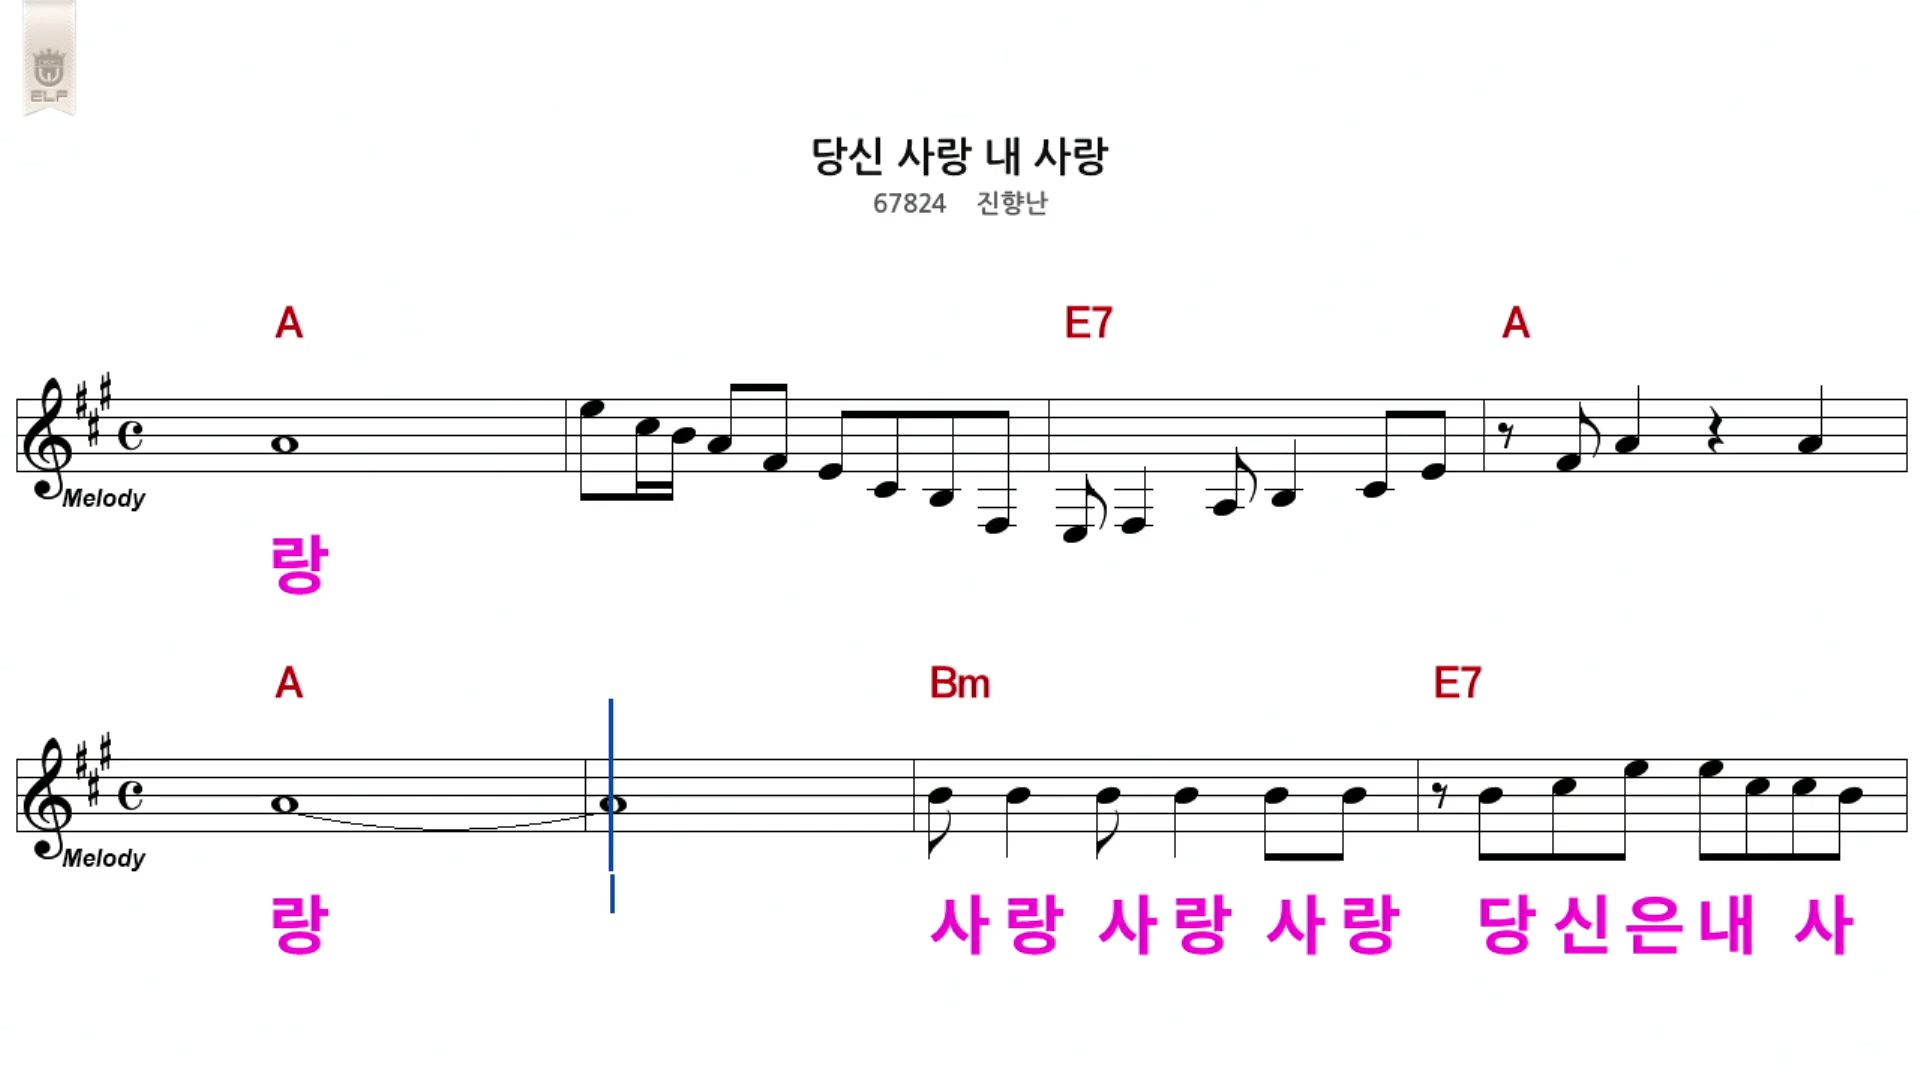 ELF
당신 사랑 내 사랑
67824 진향난
A E7 A
Melody
랑
A Bm E7
Melody
랑 사 랑 사 랑 사 랑 당 신 은 내 사